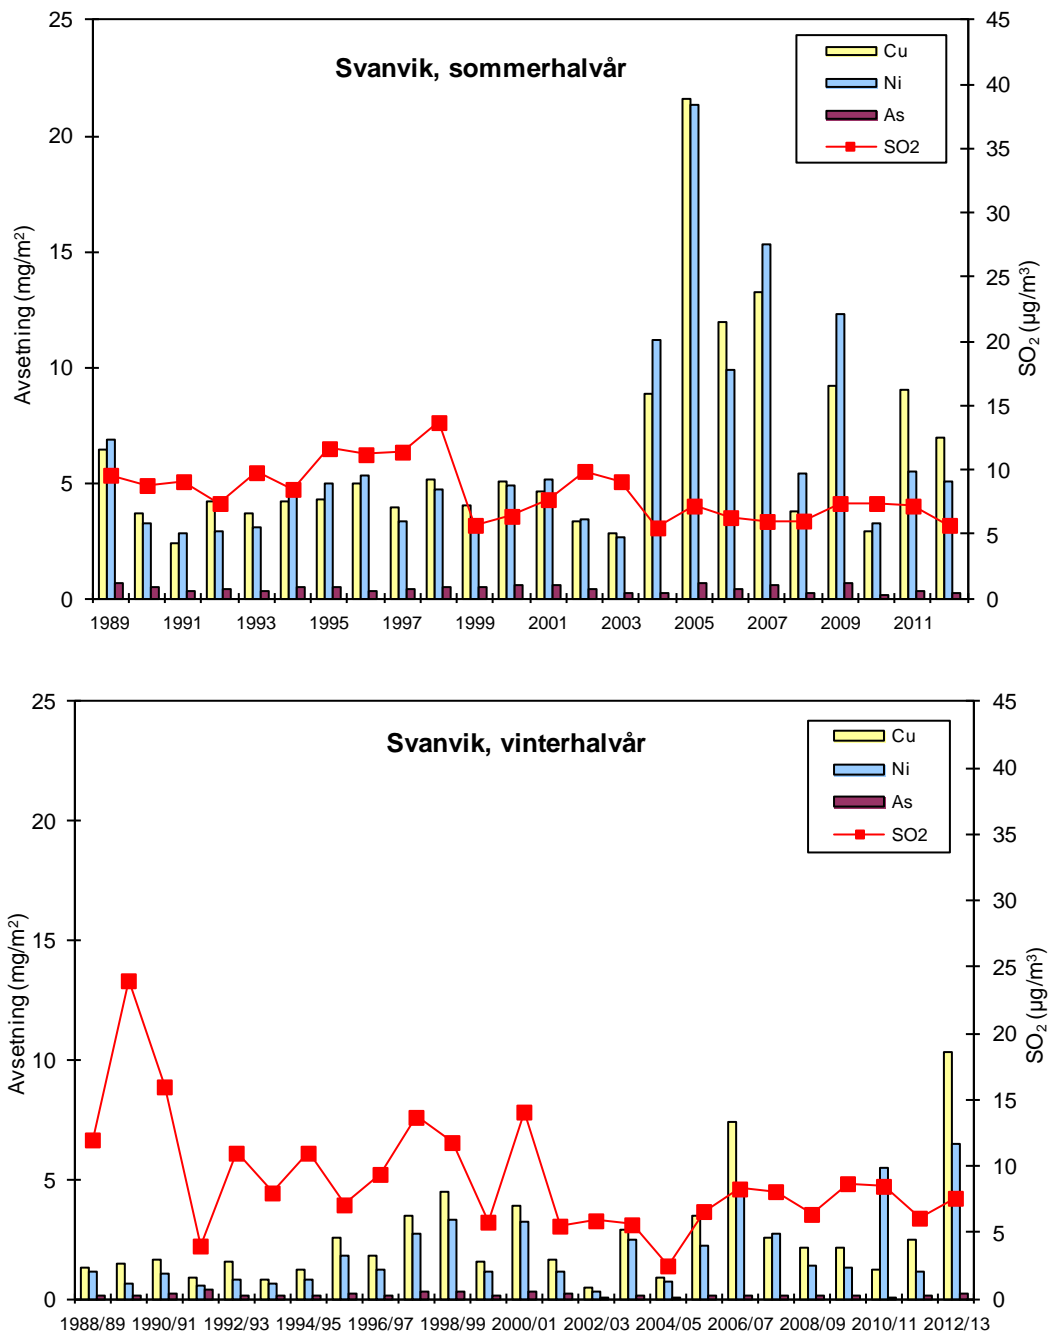 Svanvik, sommerhalvår
Cu
Ni
As
SO2
25
20
15
10
5
0
Avsetning (mg/m²)
45
40
35
30
25
20
15
10
5
0
SO₂ (µg/m³)
1989 1991 1993 1995 1997 1999 2001 2003 2005 2007 2009 2011
Svanvik, vinterhalvår
Cu
Ni
As
SO2
25
20
15
10
5
0
Avsetning (mg/m²)
45
40
35
30
25
20
15
10
5
0
SO₂ (µg/m³)
1988/89 1990/91 1992/93 1994/95 1996/97 1998/99 2000/01 2002/03 2004/05 2006/07 2008/09 2010/11 2012/13